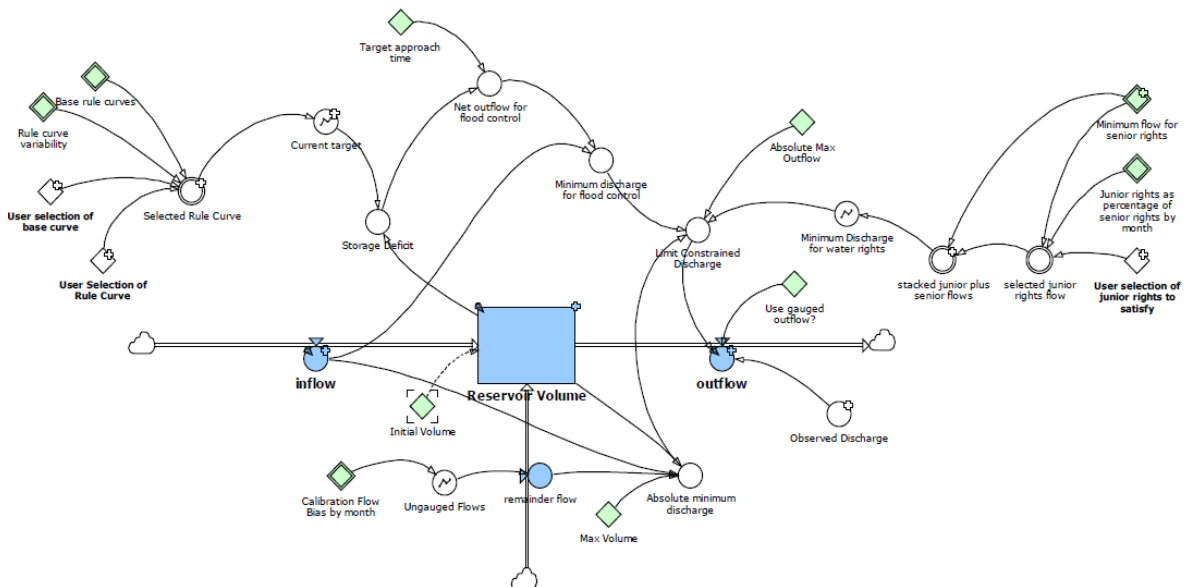 Target approach
time
Base rule curves
Rule curve
variability
Net outflow for
flood control
Minimum flow for
senior rights
Current target
Absolute Max
Outflow
Minimum discharge
for flood control
Junior rights as
percentage of
senior rights by
month
User selection of
base curve
Selected Rule Curve
Storage Deficit
Limit Constrained
Discharge
Minimum Discharge
for water rights
User Selection of
Rule Curve
stacked junior plus
senior flows
selected junior
rights flow
User selection of
junior rights to
satisfy
Use gauged
outflow?
inflow
Reservoir Volume
outflow
Initial Volume
Observed Discharge
Calibration Flow
Bias by month
Ungauged Flows
remainder flow
Absolute minimum
discharge
Max Volume